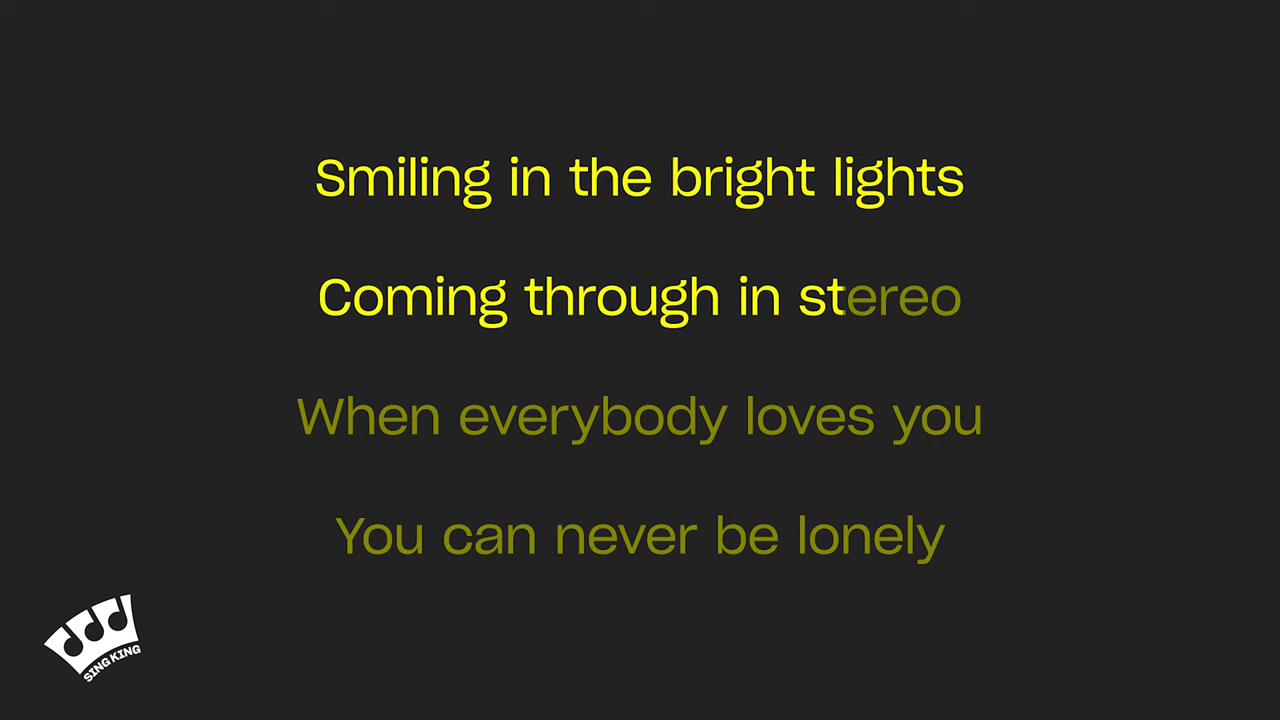 Smiling in the bright lights
Coming through in stereo
When everybody loves you
You can never be lonely
SING KING